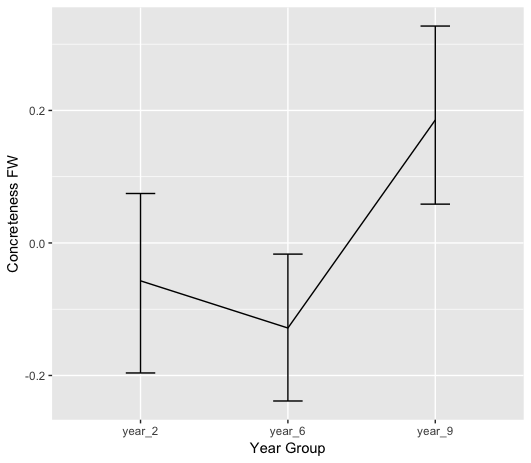 Concreteness FW
0.2
0.0
-0.2
year_2 year_6 year_9
Year Group